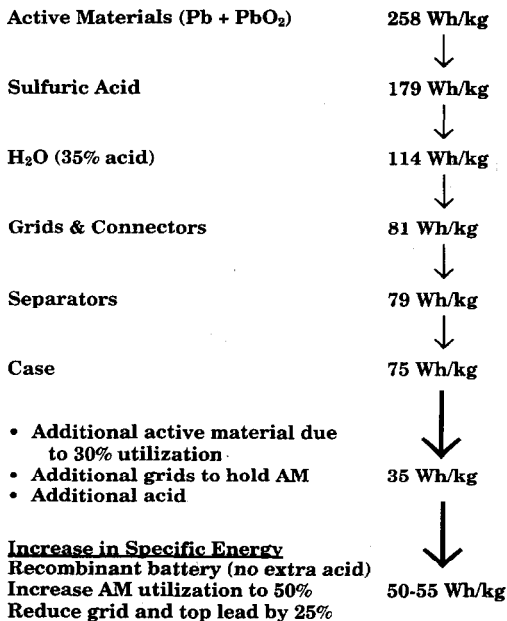 Active Materials (Pb + PbO₂) 258 Wh/kg
Sulfuric Acid 179 Wh/kg
H₂O (35% acid) 114 Wh/kg
Grids & Connectors 81 Wh/kg
Separators 79 Wh/kg
Case 75 Wh/kg
• Additional active material due
to 30% utilization
• Additional grids to hold AM 35 Wh/kg
• Additional acid
Increase in Specific Energy
Recombinant battery (no extra acid)
Increase AM utilization to 50% 50-55 Wh/kg
Reduce grid and top lead by 25%